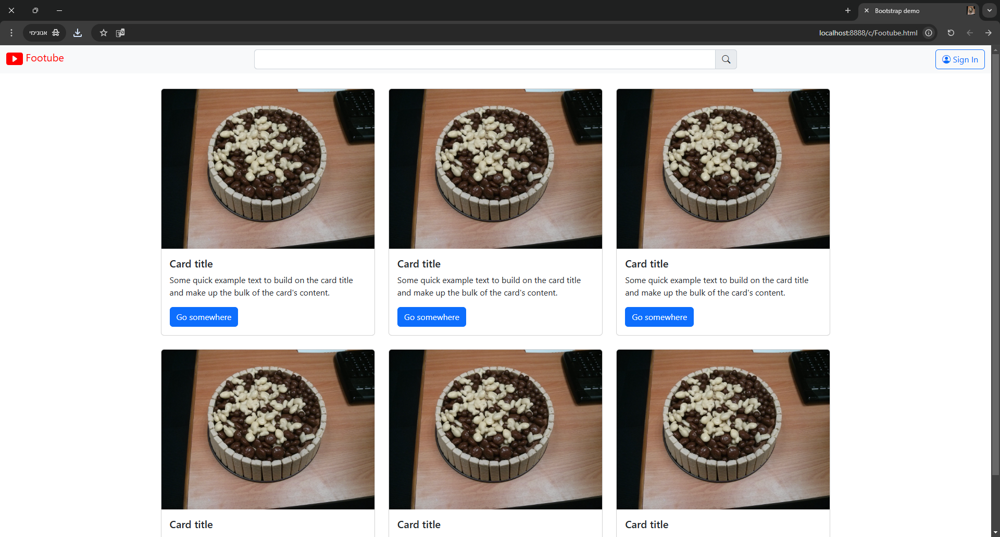 Bootstrap demo
אנונימי
localhost:8888/c/Footube.html
Footube
Sign In
Card title
Some quick example text to build on the card title
and make up the bulk of the card's content.
Go somewhere
Card title
Some quick example text to build on the card title
and make up the bulk of the card's content.
Go somewhere
Card title
Some quick example text to build on the card title
and make up the bulk of the card's content.
Go somewhere
Card title
Card title
Card title